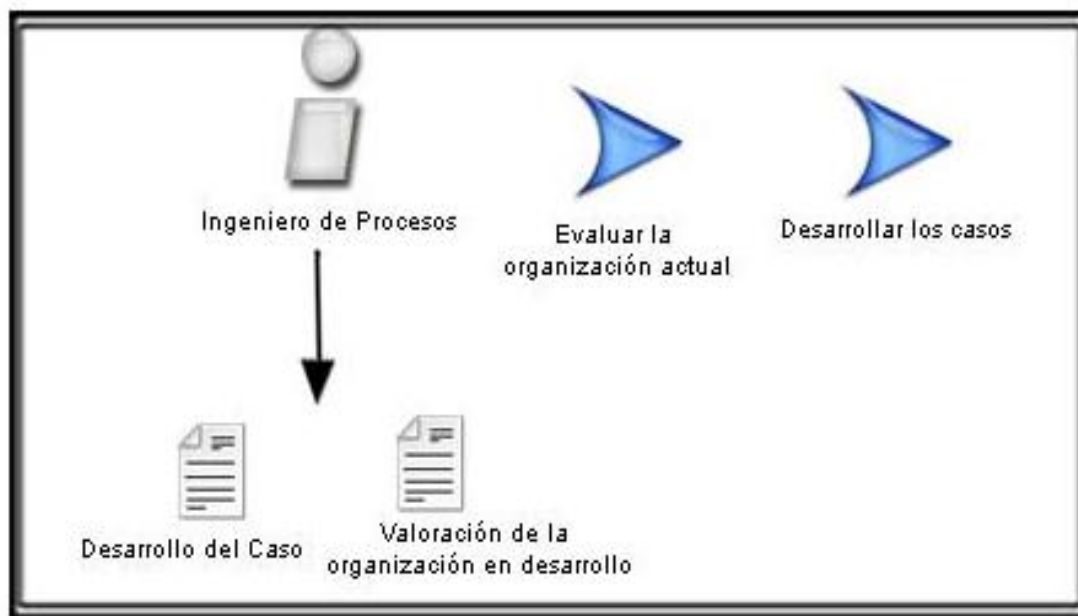 Ingeniero de Procesos
Evaluar la
organización actual
Desarrollar los casos
Desarrollo del Caso
Valoración de la
organización en desarrollo